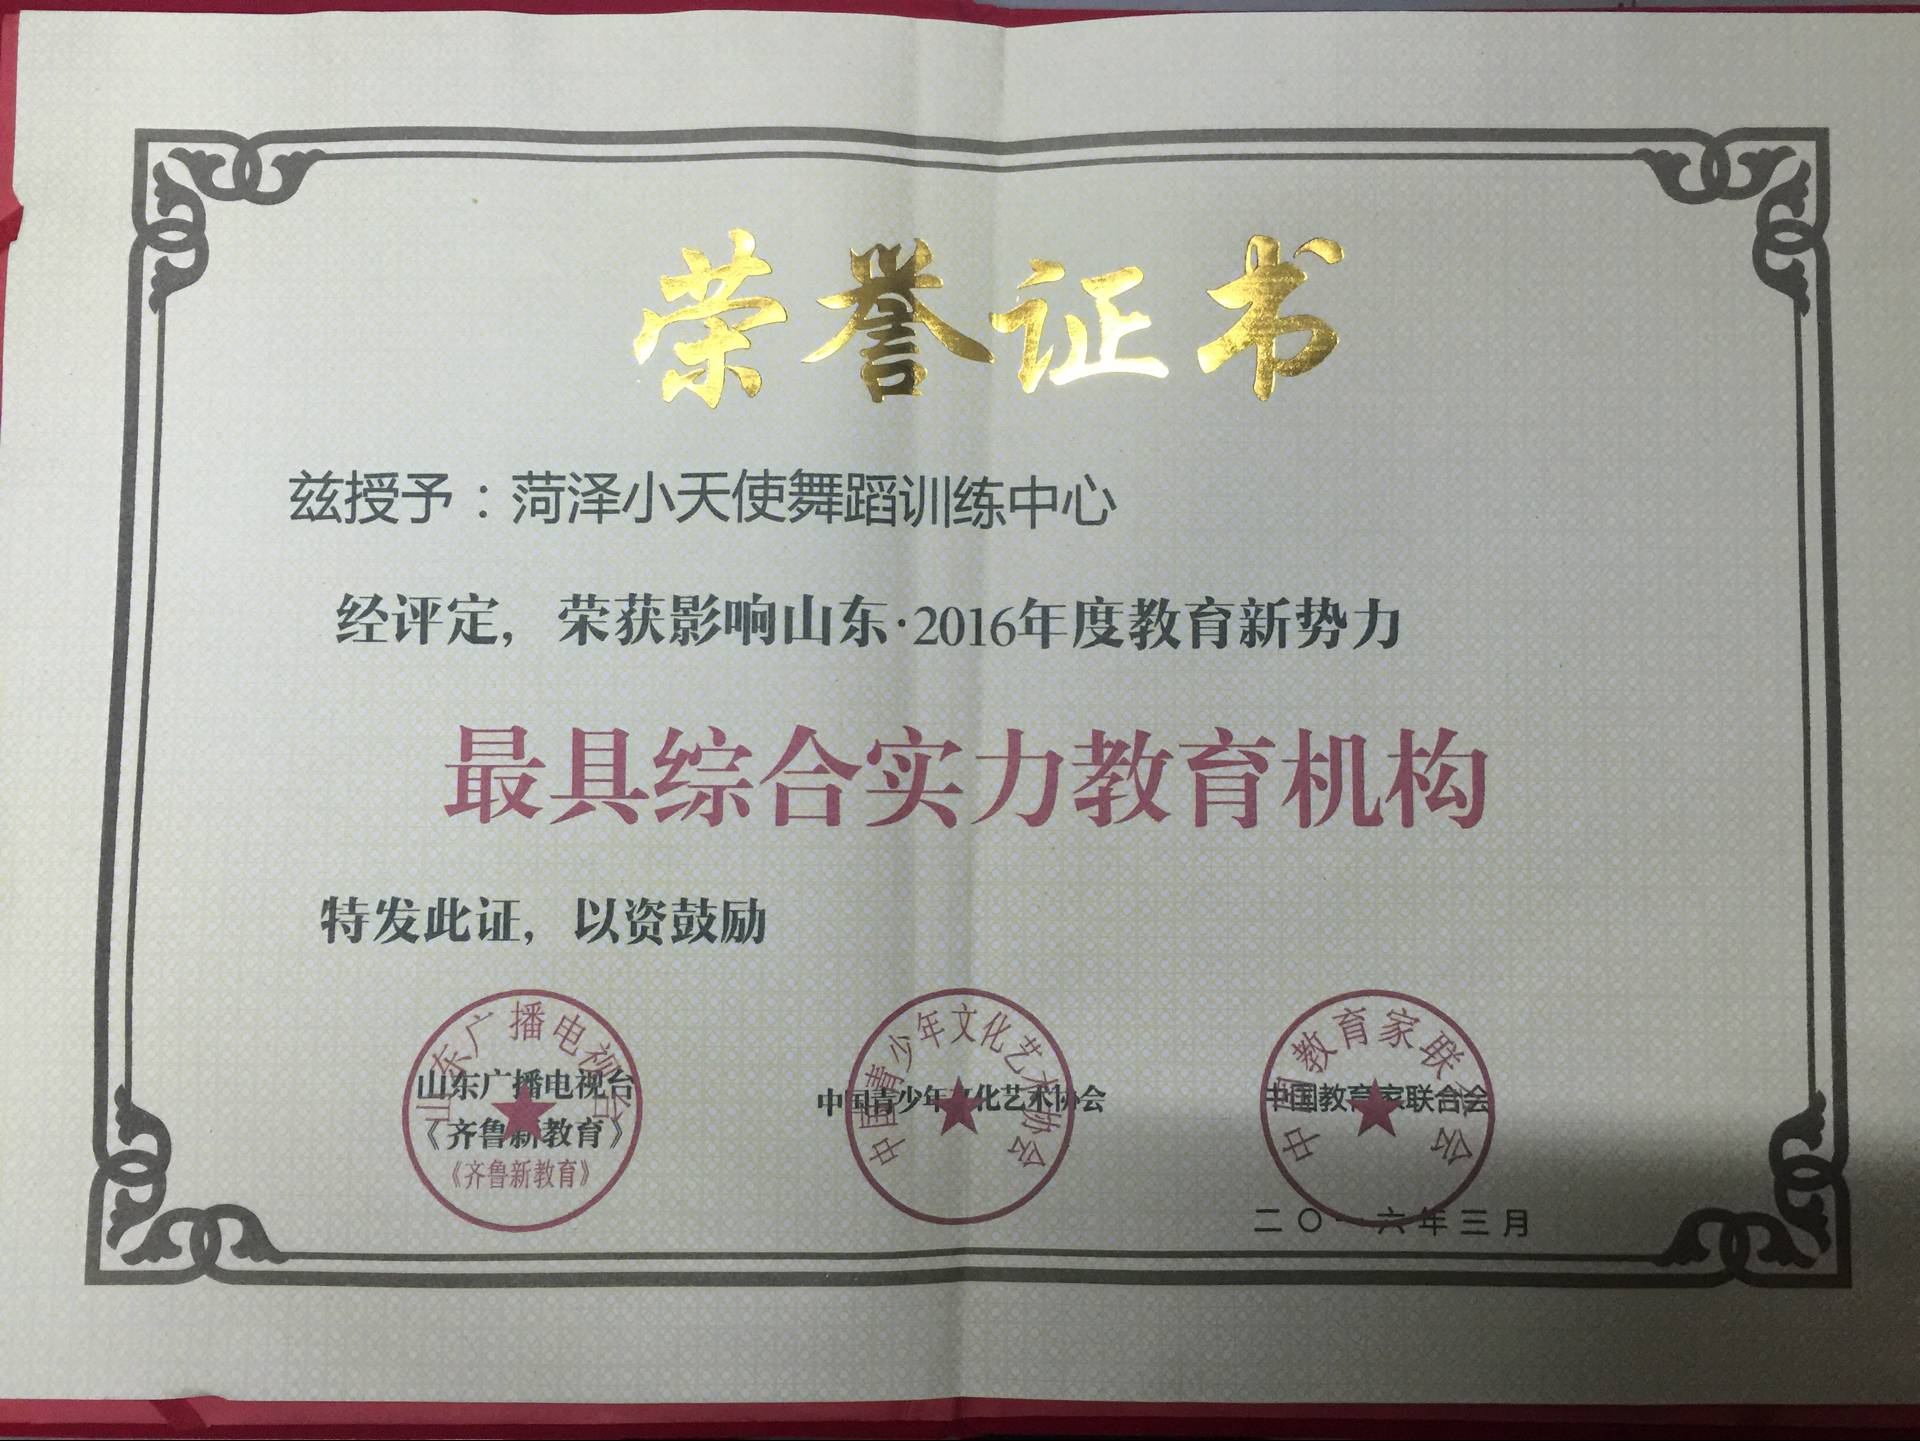 荣誉证书
兹授予：菏泽小天使舞蹈训练中心
经评定，荣获影响山东·2016年度教育新势力
最具综合实力教育机构
特发此证，以资鼓励
山东广播电视台
山东广播电视台
《齐鲁新教育》
《齐鲁新教育》
中国青少年文化艺术协会
中国青少年文化艺术协会
中国教育家联合会
中国教育家联合会
二〇一六年三月